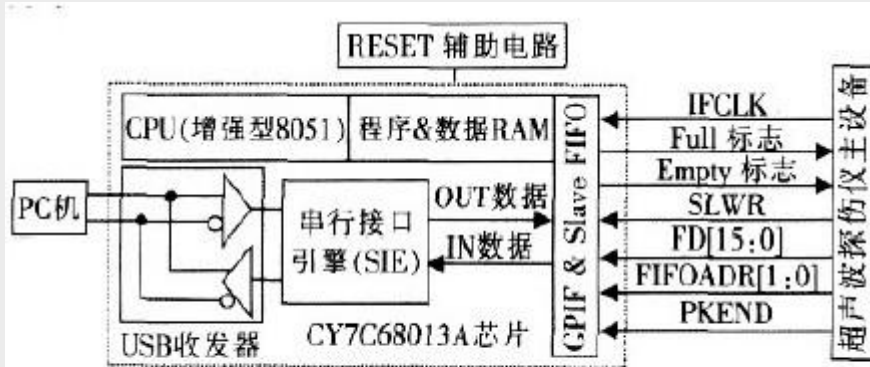 RESET 辅助电路
CPU(增强型8051)
程序&数据RAM
PC机
串行接口
引擎(SIE)
OUT数据
IN数据
USB收发器
CY7C68013A芯片
GPIF & Slave FIFO
IFCLK
Full 标志
Empty 标志
SLWR
FD[15:0]
FIFOADR[1:0]
PKEND
超声波探伤仪主设备